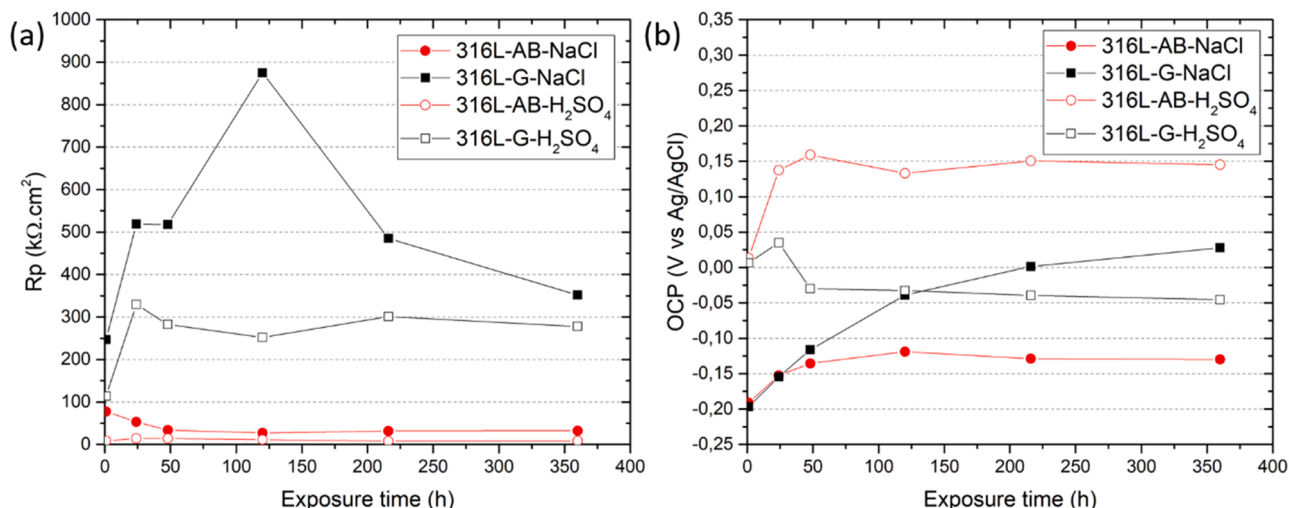 (a)
1000
900
800
700
600
500
400
300
200
100
0
Rp (kΩ.cm²)
316L-AB-NaCl
316L-G-NaCl
316L-AB-H₂SO₄
316L-G-H₂SO₄
0 50 100 150 200 250 300 350 400
Exposure time (h)
(b)
0,35
0,30
0,25
0,20
0,15
0,10
0,05
0,00
-0,05
-0,10
-0,15
-0,20
-0,25
OCP (V vs Ag/AgCl)
316L-AB-NaCl
316L-G-NaCl
316L-AB-H₂SO₄
316L-G-H₂SO₄
0 50 100 150 200 250 300 350 400
Exposure time (h)